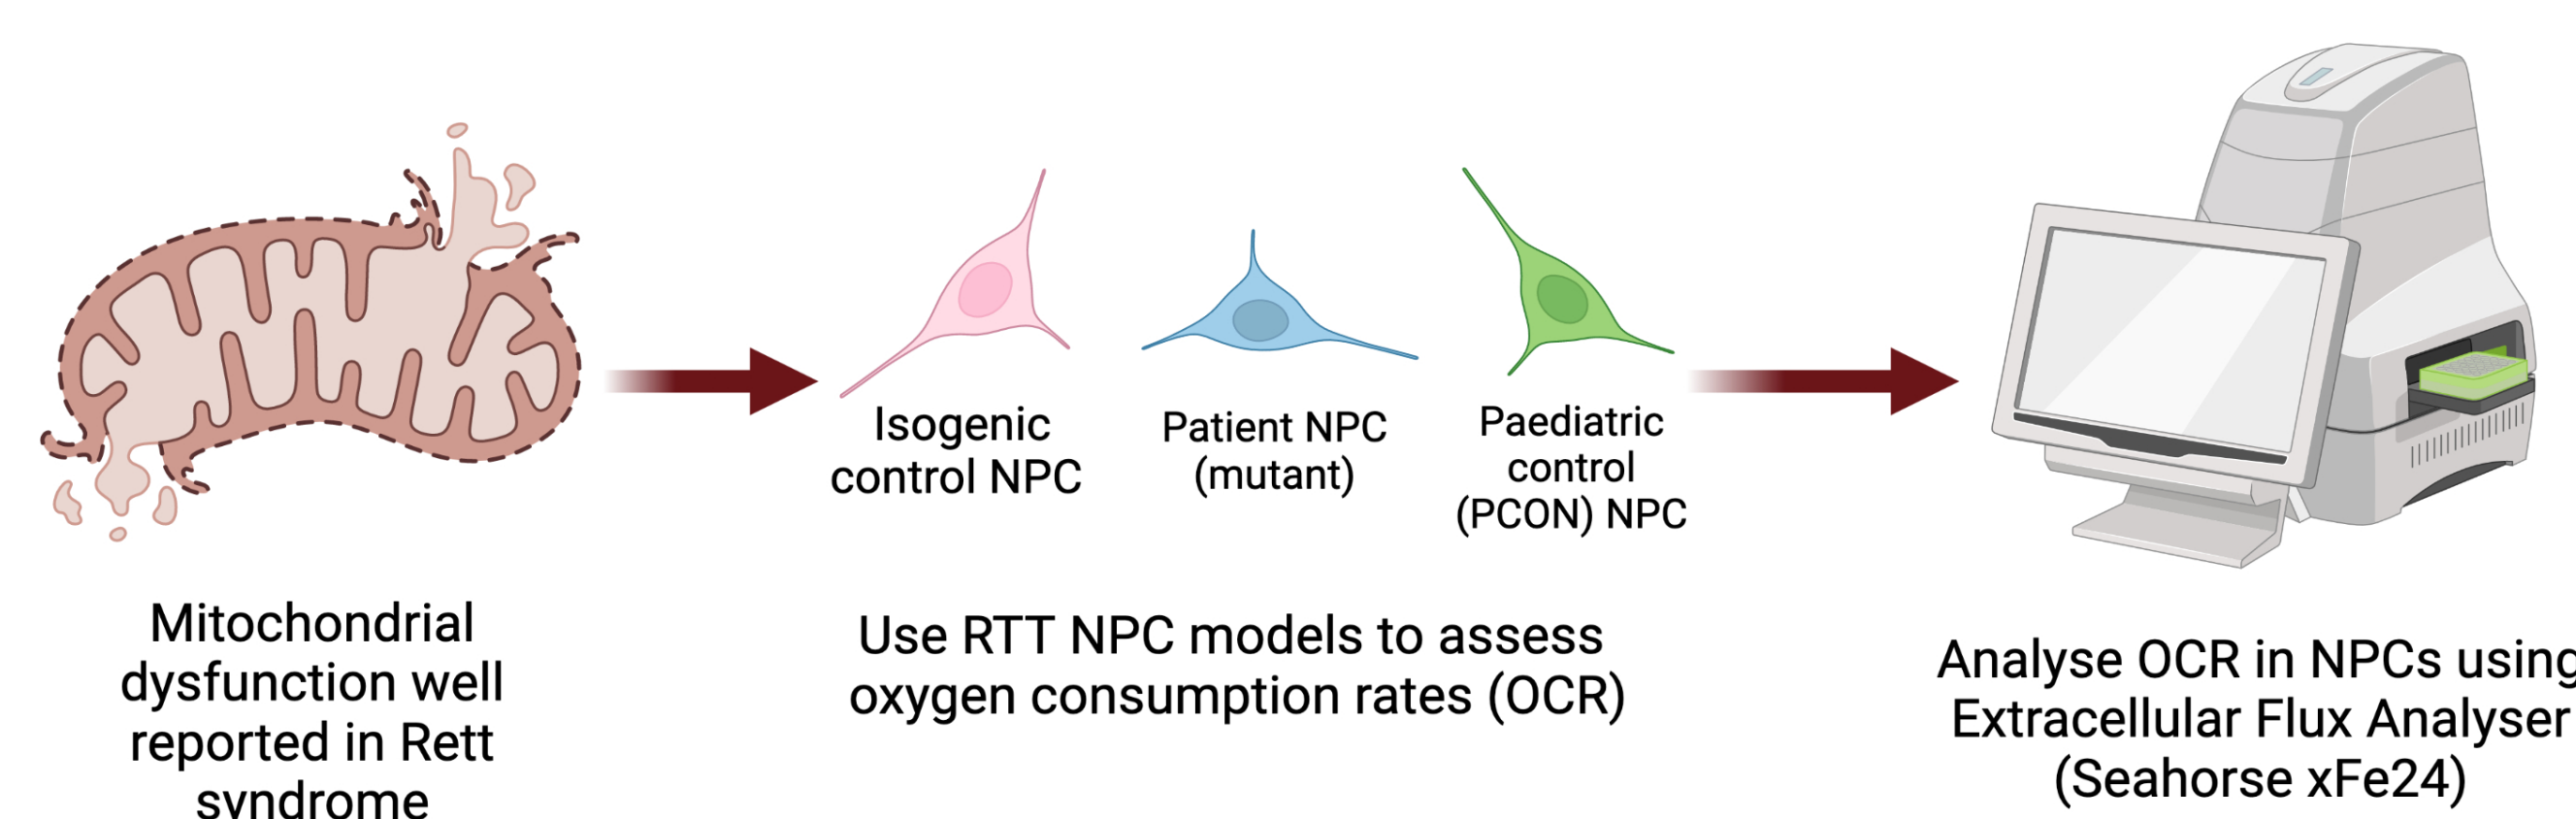 Isogenic
control NPC
Patient NPC
(mutant)
Paediatric
control
(PCON) NPC
Mitochondrial
dysfunction well
reported in Rett
syndrome
Use RTT NPC models to assess
oxygen consumption rates (OCR)
Analyse OCR in NPCs using
Extracellular Flux Analyser
(Seahorse xFe24)